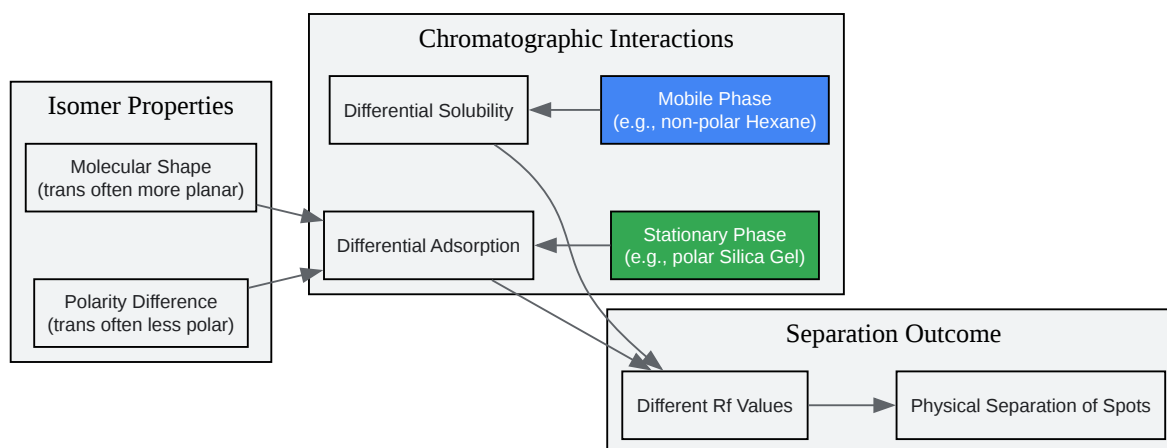 Isomer Properties
Molecular Shape
(trans often more planar)
Polarity Difference
(trans often less polar)
Chromatographic Interactions
Differential Solubility
Mobile Phase
(e.g., non-polar Hexane)
Differential Adsorption
Stationary Phase
(e.g., polar Silica Gel)
Separation Outcome
Different Rf Values
Physical Separation of Spots